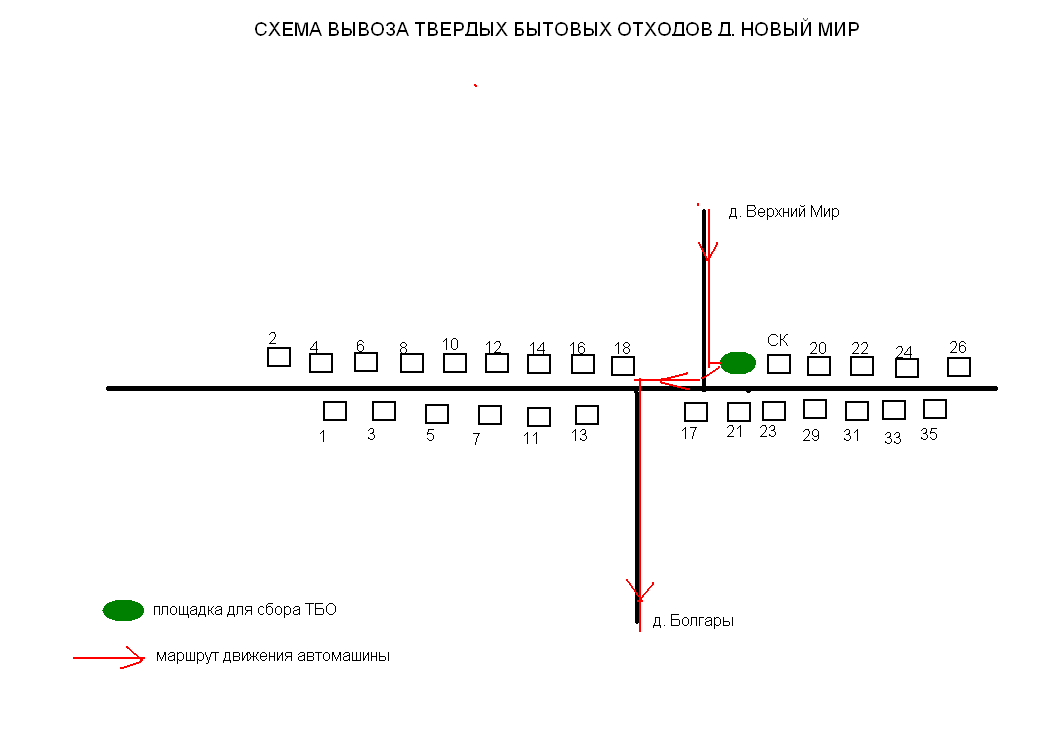 СХЕМА ВЫВОЗА ТВЕРДЫХ БЫТОВЫХ ОТХОДОВ Д. НОВЫЙ МИР
д. Верхний Мир
2 4 6 8 10 12 14 16 18 СК 20 22 24 26
1 3 5 7 11 13 17 21 23 29 31 33 35
площадка для сбора ТБО
д. Болгары
маршрут движения автомашины